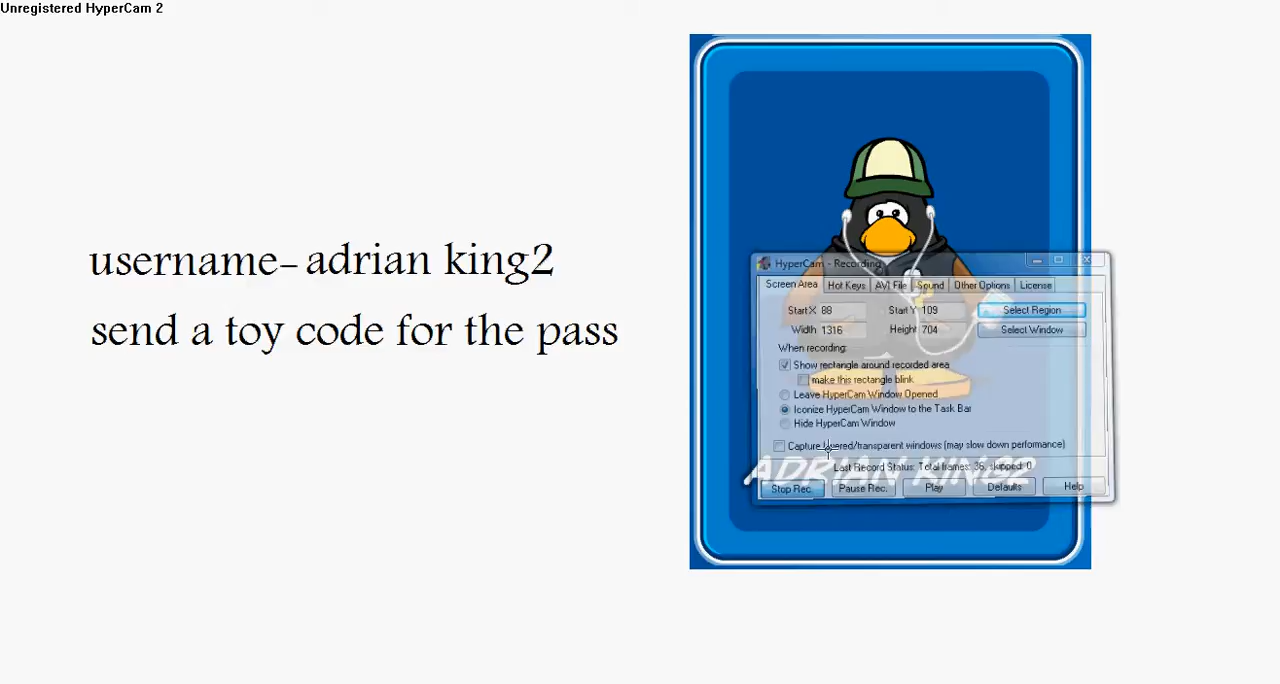 Unregistered HyperCam 2
username-adrian king2
send a toy code for the pass
HyperCam - Recording
Screen Area Hot Keys AVI File Sound Other Options License
Start X 88 Start Y 109 Select Region
Width 1316 Height 704 Select Window
When recording:
Show rectangle around recorded area
make this rectangle blink
Leave HyperCam Window Opened
Iconize HyperCam Window to the Task Bar
Hide HyperCam Window
Capture layered/transparent windows (may slow down performance)
Last Record Status: Total frames: 36, skipped: 0
ADRIAN KING2
Stop Rec. Pause Rec. Play Defaults Help